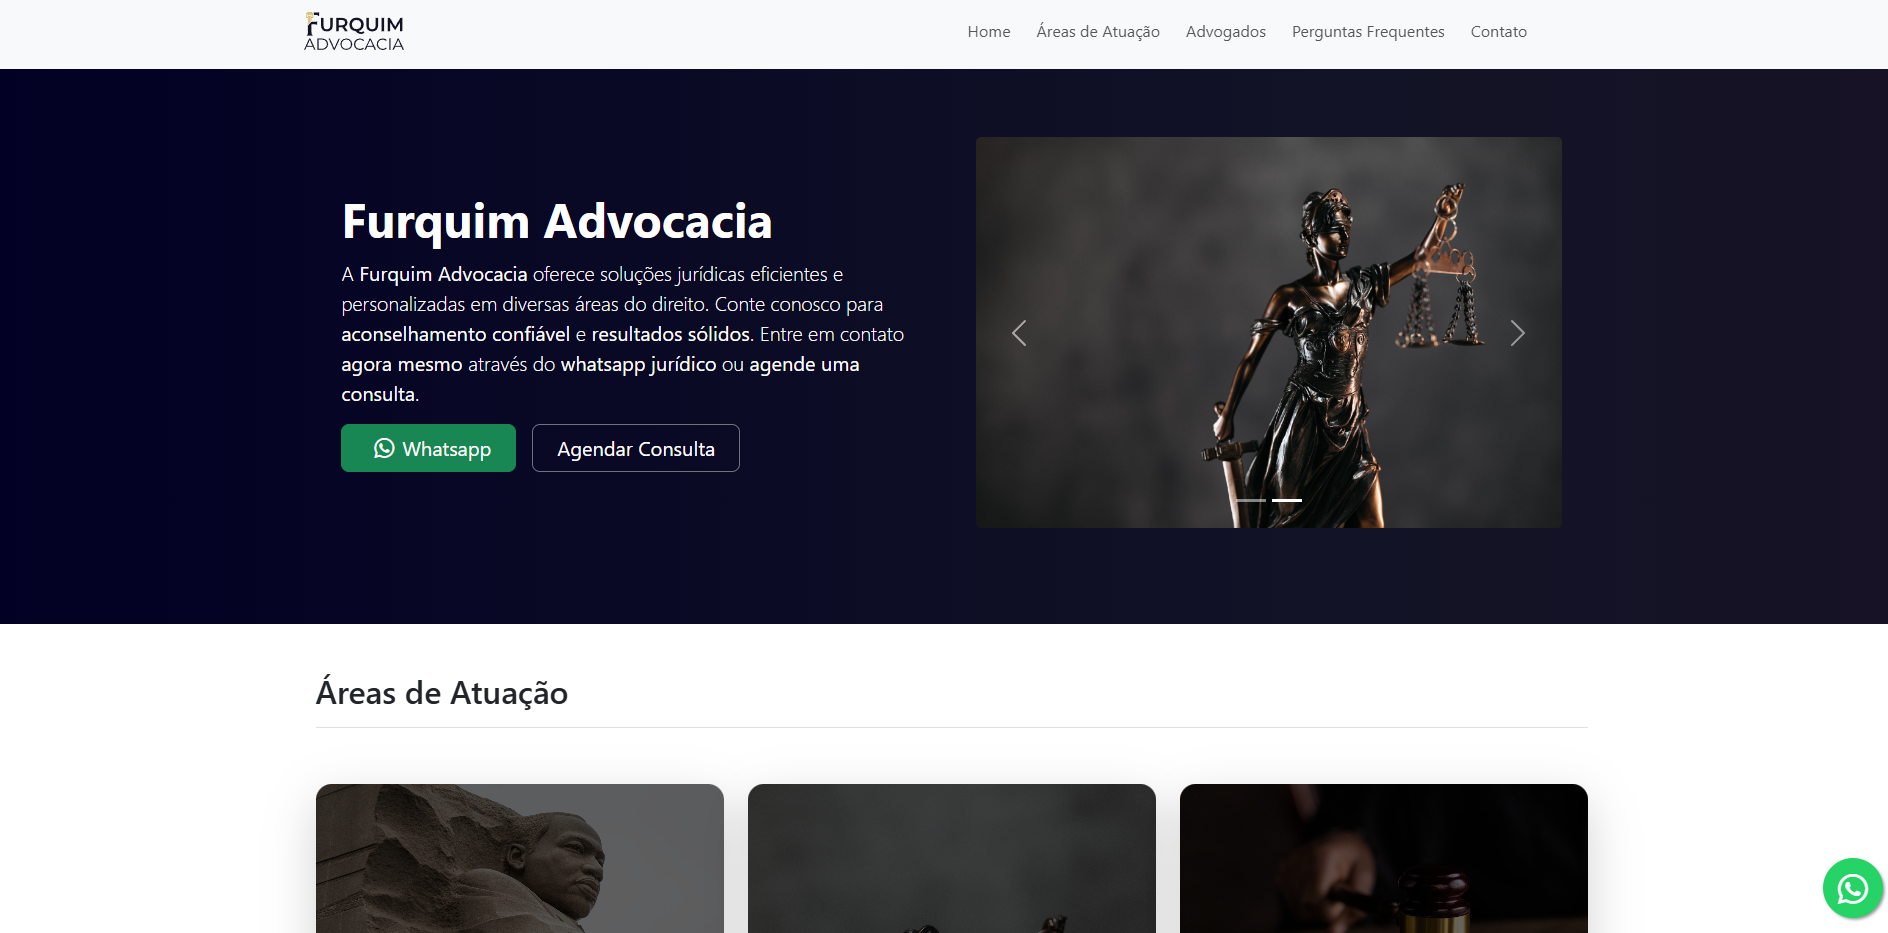 FURQUIM
ADVOCACIA
Home Áreas de Atuação Advogados Perguntas Frequentes Contato
Furquim Advocacia
A Furquim Advocacia oferece soluções jurídicas eficientes e
personalizadas em diversas áreas do direito. Conte conosco para
aconselhamento confiável e resultados sólidos. Entre em contato
agora mesmo através do whatsapp jurídico ou agende uma
consulta.
Whatsapp
Agendar Consulta
Áreas de Atuação